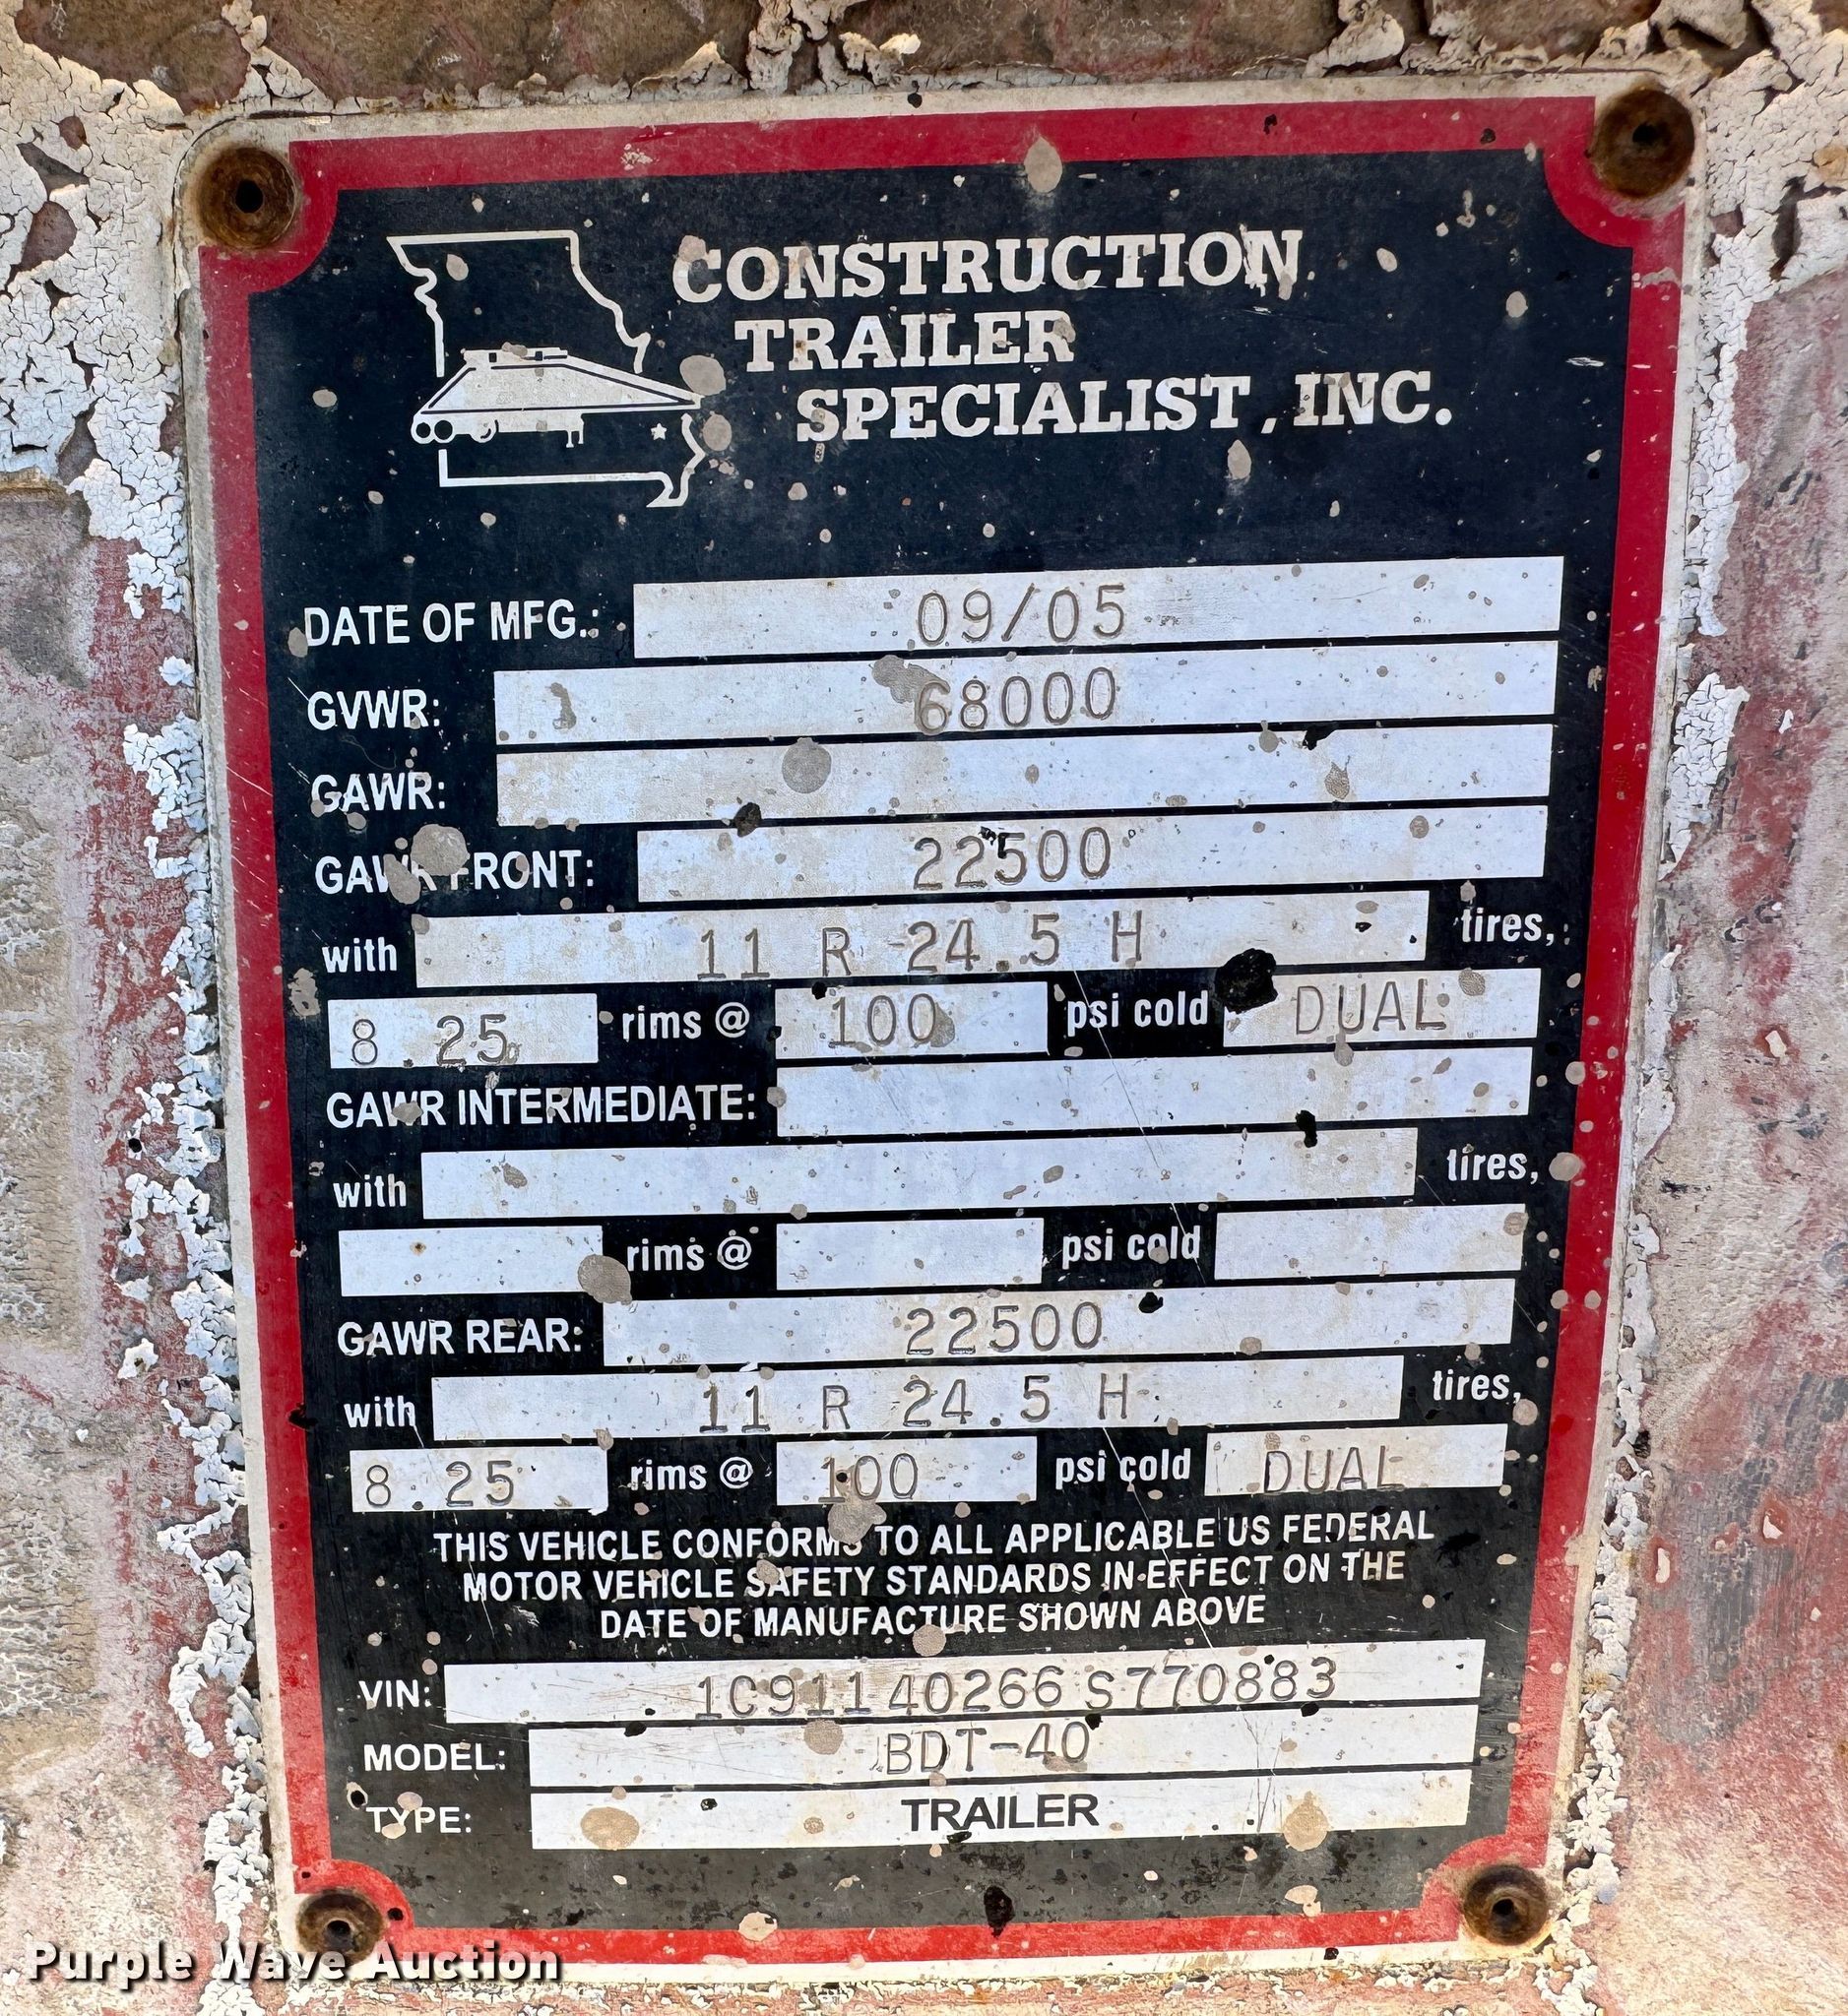 CONSTRUCTION
TRAILER
SPECIALIST, INC.
DATE OF MFG.: 09/05
GVWR: 68000
GAWR:
GAWR FRONT: 22500
with 11 R 24.5 H tires,
8.25 rims @ 100 psi cold DUAL
GAWR INTERMEDIATE:
with tires,
rims @ psi cold
GAWR REAR: 22500
with 11 R 24.5 H tires,
8.25 rims @ 100 psi cold DUAL
THIS VEHICLE CONFORMS TO ALL APPLICABLE US FEDERAL
MOTOR VEHICLE SAFETY STANDARDS IN EFFECT ON THE
DATE OF MANUFACTURE SHOWN ABOVE
VIN: 1C91140266S770883
MODEL: BDT-40
TYPE: TRAILER
Purple Wave Auction